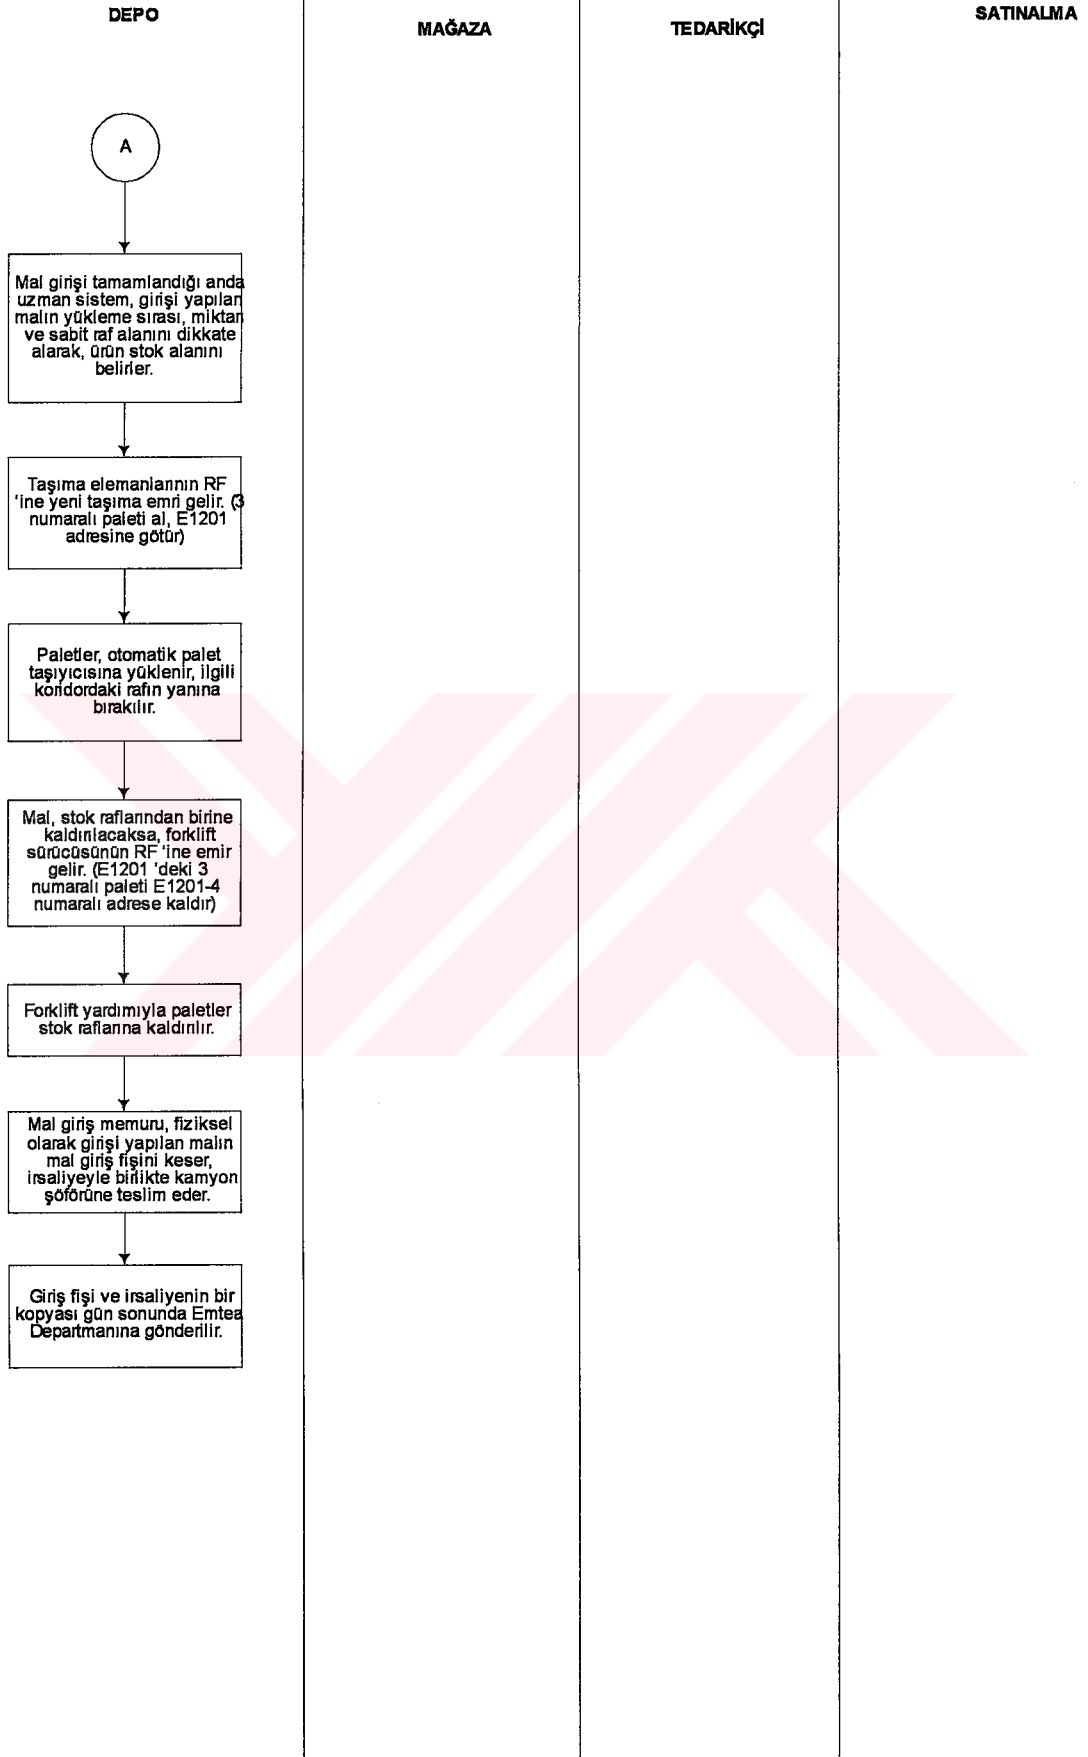 DEPO
MAĞAZA
TEDARİKÇİ
SATINALMA
A
Mal girişi tamamlandığı anda
uzman sistem, girişi yapılan
malın yükleme sırası, miktarı
ve sabit raf alanını dikkate
alarak, ürün stok alanını
belirler.
Taşıma elemanlarının RF
'ine yeni taşıma emri gelir. (3
numaralı paleti al, E1201
adresine götür)
Paletler, otomatik palet
taşıyıcısına yüklenir, ilgili
koridordaki rafın yanına
bırakılır.
Mal, stok raflarından birine
kaldırılacaksa, forklift
sürücüsünün RF 'ine emir
gelir. (E1201 'deki 3
numaralı paleti E1201-4
numaralı adrese kaldır)
Forklift yardımıyla paletler
stok raflarına kaldırılır.
Mal giriş memuru, fiziksel
olarak girişi yapılan malın
mal giriş fişini keser,
irsaliyeyle birlikte kamyon
şöförüne teslim eder.
Giriş fişi ve irsaliyenin bir
kopyası gün sonunda Emtea
Departmanına gönderilir.